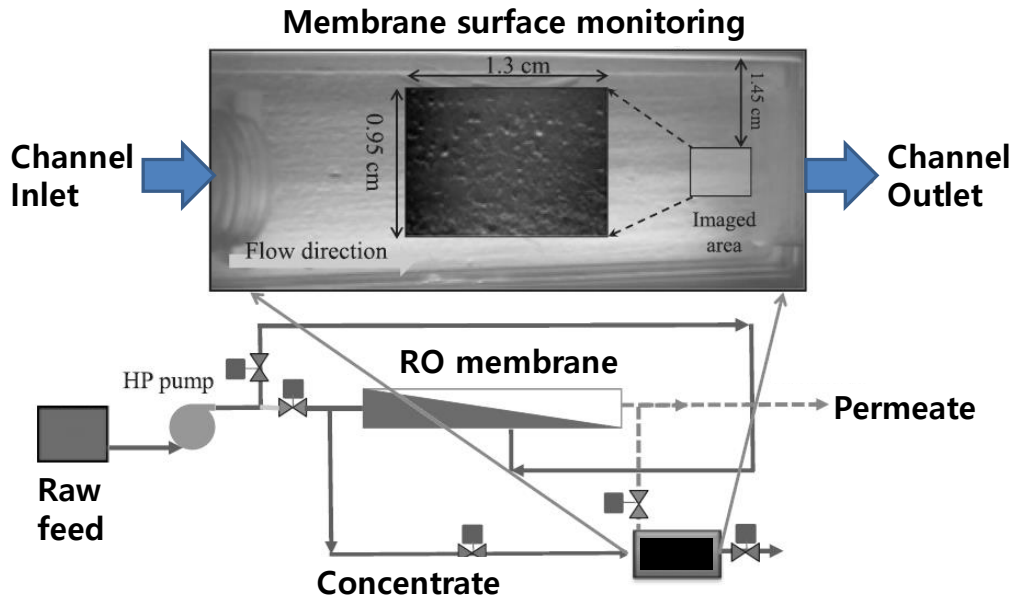 Membrane surface monitoring
1.3 cm
0.95 cm
1.45 cm
Channel
Inlet
Channel
Outlet
Imaged
area
Flow direction
HP pump
RO membrane
Permeate
Raw
feed
Concentrate